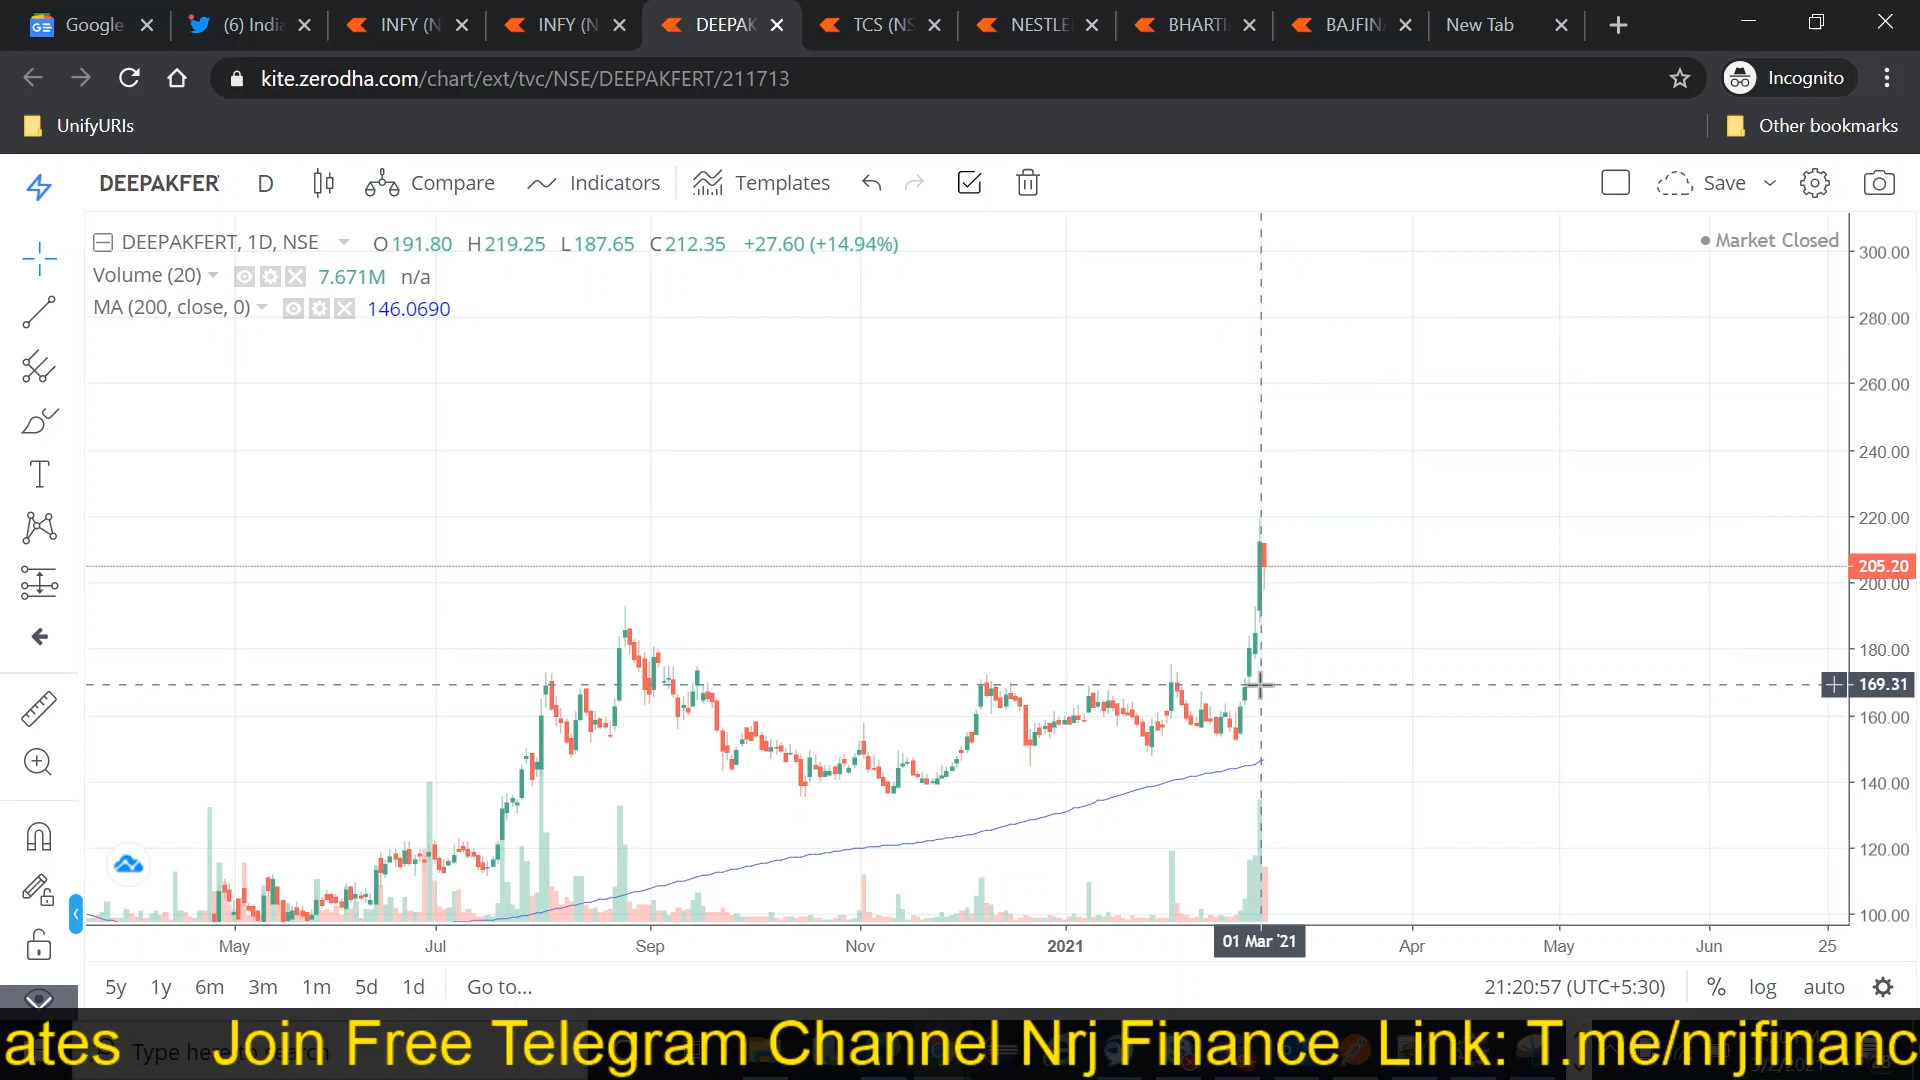 Google
(6) India
INFY (N
INFY (N
DEEPAK
TCS (NS
NESTLE
BHARTI
BAJFINA
New Tab
kite.zerodha.com/chart/ext/tvc/NSE/DEEPAKFERT/211713
Incognito
UnifyURIs
Other bookmarks
DEEPAKFER
D
Compare
Indicators
Templates
Save
DEEPAKFERT, 1D, NSE
O 191.80 H 219.25 L 187.65 C 212.35 +27.60 (+14.94%)
Market Closed
Volume (20)
7.671M n/a
MA (200, close, 0)
146.0690
300.00
280.00
260.00
240.00
220.00
205.20
200.00
180.00
169.31
160.00
140.00
120.00
100.00
May
Jul
Sep
Nov
2021
01 Mar '21
Apr
May
Jun
25
5y 1y 6m 3m 1m 5d 1d Go to...
21:20:57 (UTC+5:30) % log auto
ates Join Free Telegram Channel Nrj Finance Link: T.me/nrjfinanc
Type here to search